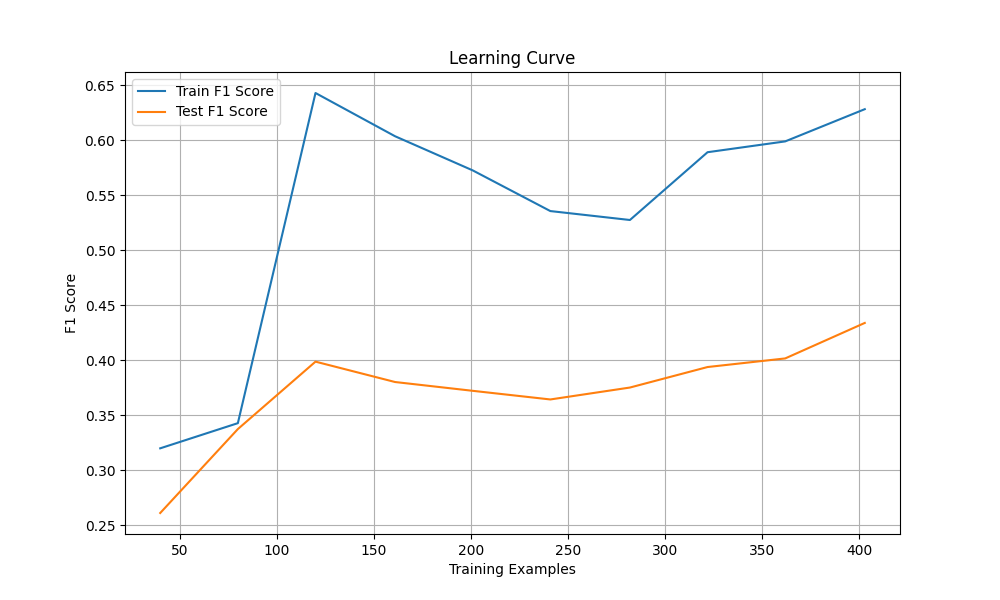 Learning Curve
Train F1 Score
Test F1 Score
F1 Score
0.65
0.60
0.55
0.50
0.45
0.40
0.35
0.30
0.25
50 100 150 200 250 300 350 400
Training Examples